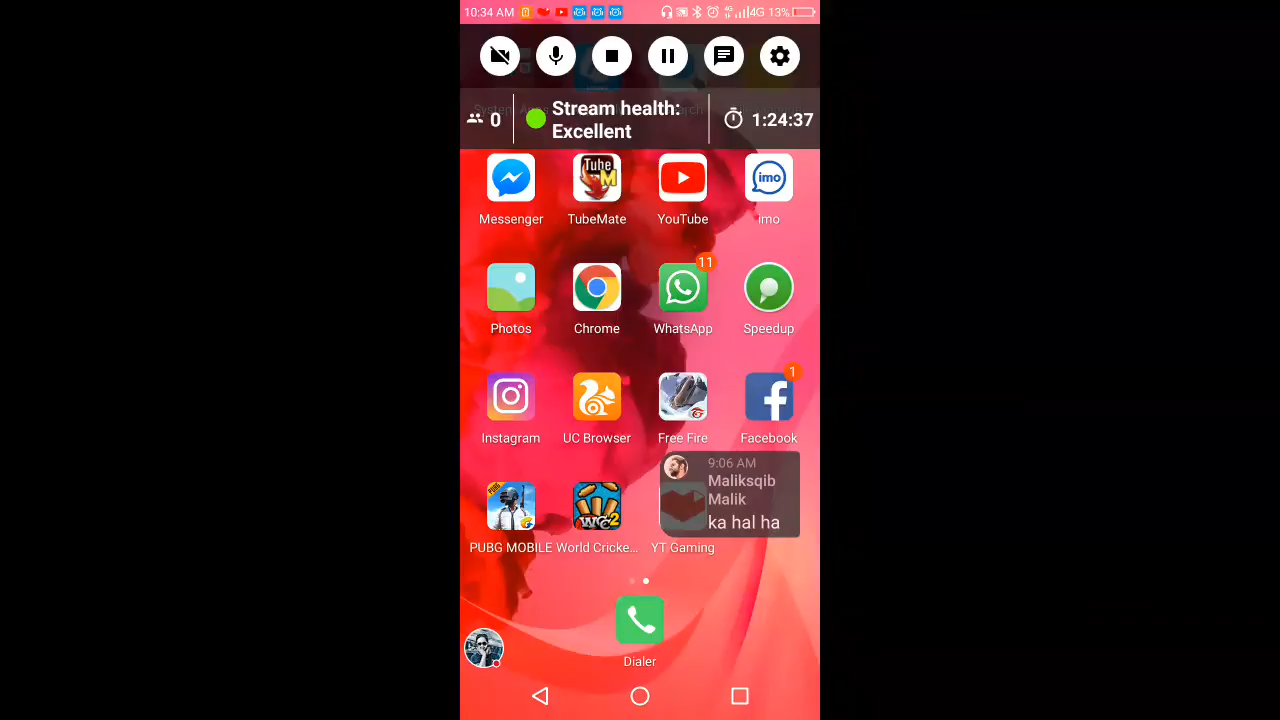 10:34 AM
4G 13%
0
Stream health:
Excellent
1:24:37
Messenger
TubeMate
YouTube
imo
Photos
Chrome
WhatsApp
11
Speedup
Instagram
UC Browser
Free Fire
Facebook
1
9:06 AM
Maliksqib
Malik
ka hal ha
PUBG MOBILE
World Cricke...
YT Gaming
Dialer